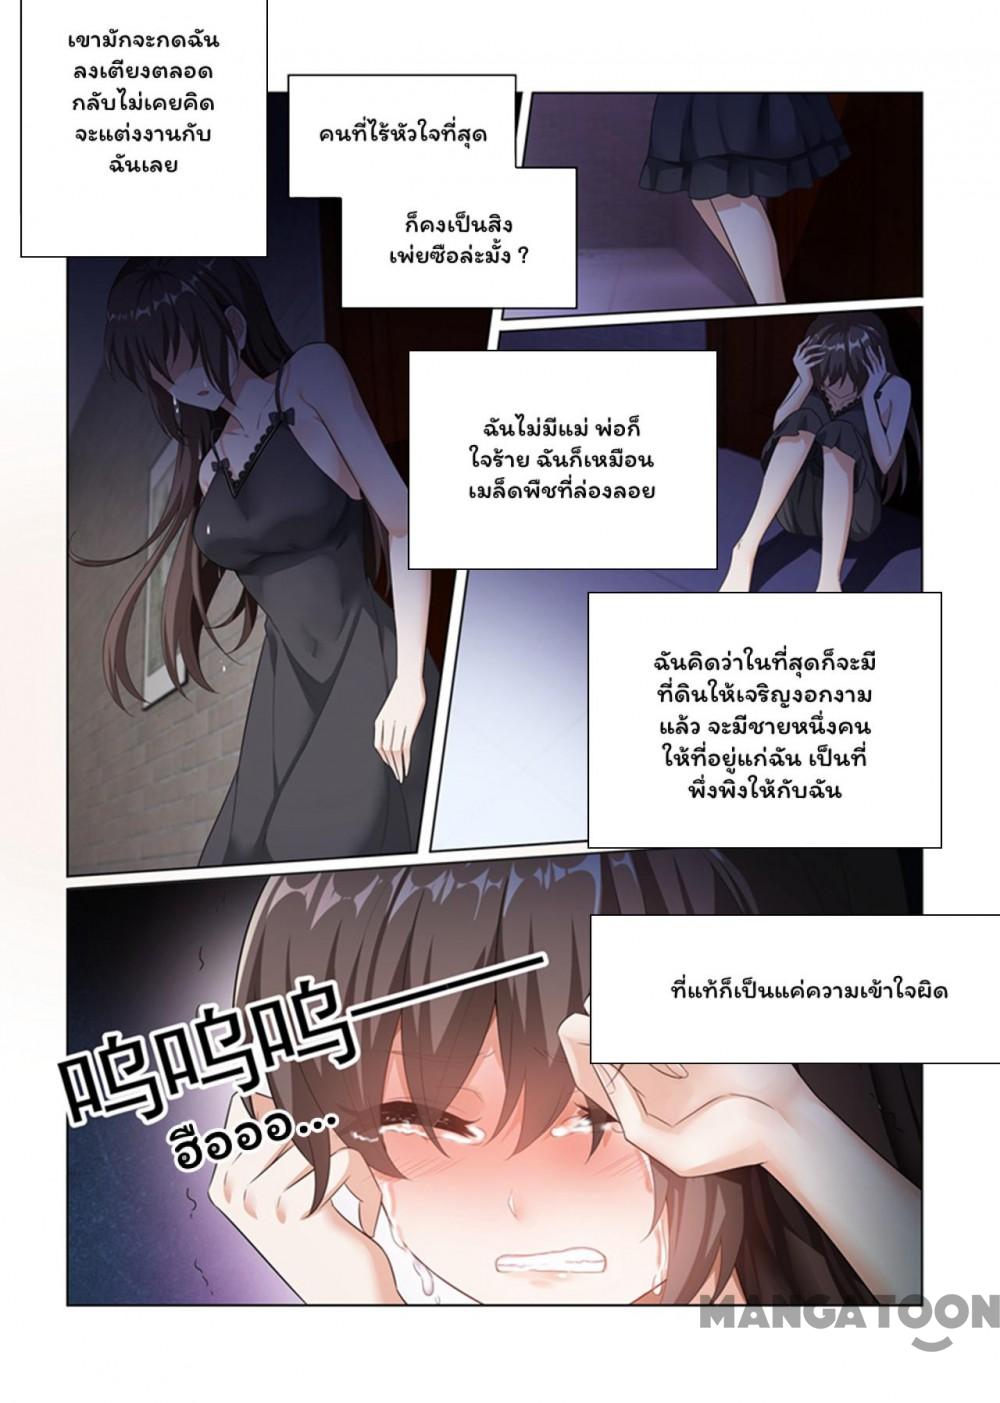 เขามักจะกดฉัน
ลงเตียงตลอด
กลับไม่เคยคิด
จะแต่งงานกับ
ฉันเลย
คนที่ไร้หัวใจที่สุด
ก็คงเป็นสิง
เพ่ยซือล่ะมั้ง ?
ฉันไม่มีแม่ พ่อก็
ใจร้าย ฉันก็เหมือน
เมล็ดพืชที่ล่องลอย
ฉันคิดว่าในที่สุดก็จะมี
ที่ดินให้เจริญงอกงาม
แล้ว จะมีชายหนึ่งคน
ให้ที่อยู่แก่ฉัน เป็นที่
พึ่งพิงให้กับฉัน
ที่แท้ก็เป็นแค่ความเข้าใจผิด
呜呜呜——
ฮือออ...
MANGATOON